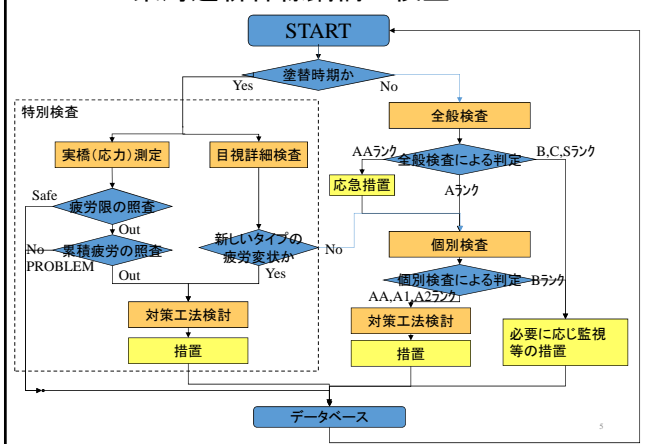 START
塗替時期か
Yes
No
特別検査
全般検査
実橋(応力)測定
目視詳細検査
AAランク
全般検査による判定
B,C,Sランク
応急措置
Aランク
Safe
疲労限の照査
Out
No
PROBLEM
累積疲労の照査
新しいタイプの
疲労変状か
No
個別検査
Out
Yes
個別検査による判定
Bランク
AA,A1,A2ランク
対策工法検討
対策工法検討
必要に応じ監視
等の措置
措置
措置
データベース
5